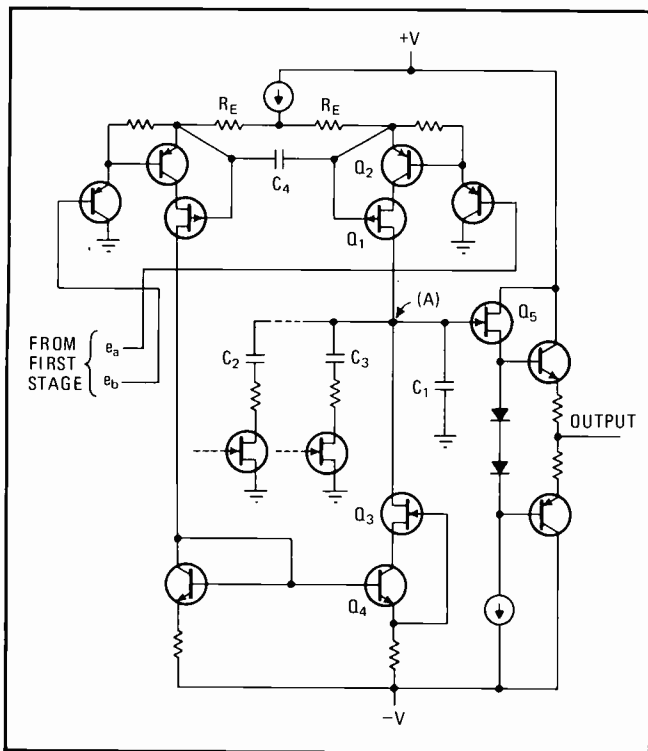 +V
R_E
R_E
C_4
Q_2
Q_1
(A)
Q_5
FROM
FIRST
STAGE
e_a
e_b
C_2
C_3
C_1
OUTPUT
Q_3
Q_4
-V